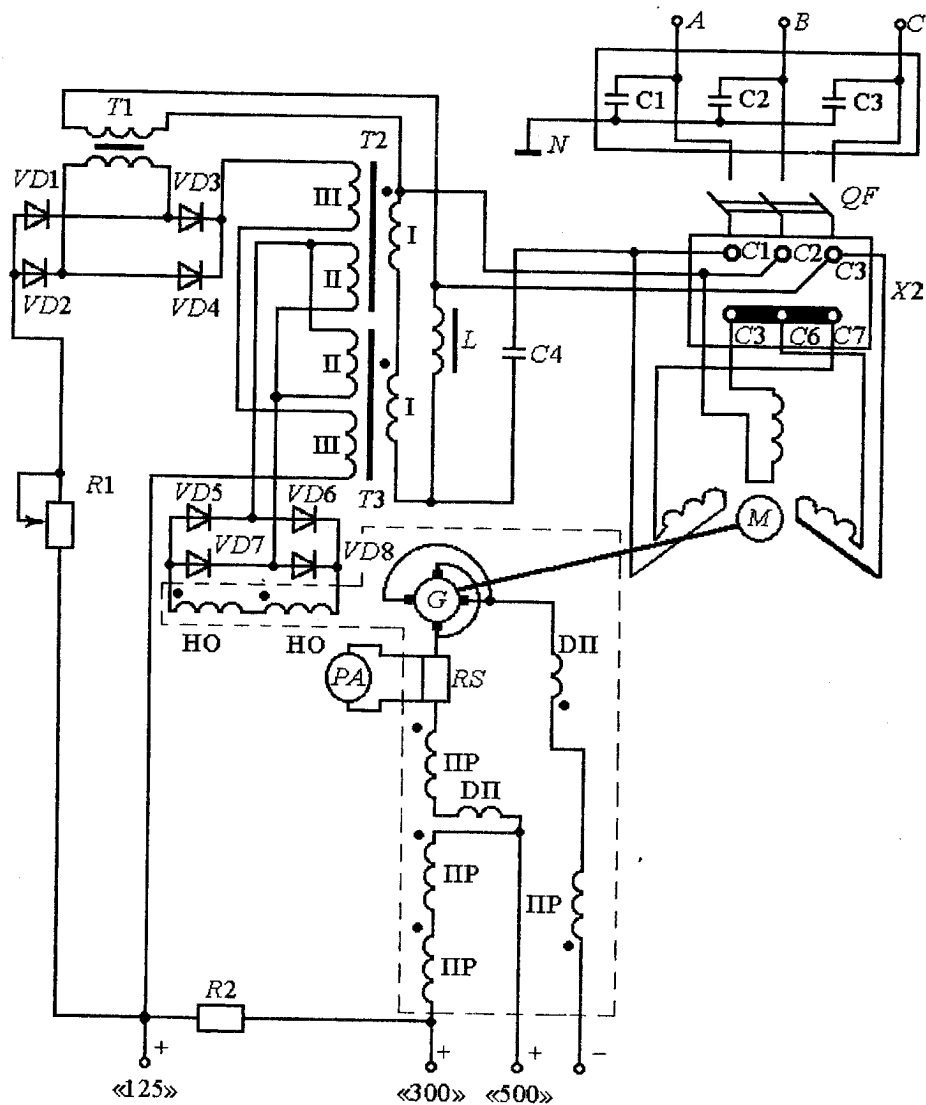 A B C
C1 C2 C3
N
T1
T2
VD1 VD3
III
QF
I
C1 C2 C3
II
VD2 VD4
X2
L C4
C3 C6 C7
II
I
III
R1
T3
VD5 VD6
M
VD7 VD8
G
НО НО
DП
PA RS
ПР
DП
ПР ПР
ПР
R2
+ + + -
«125» «300» «500»